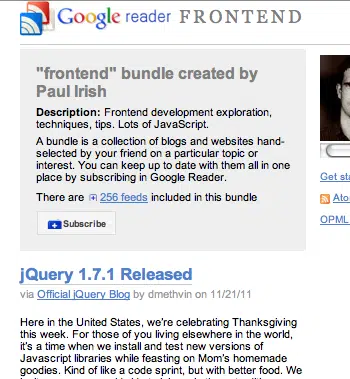 Google reader FRONTEND
"frontend" bundle created by
Paul Irish
Description: Frontend development exploration,
techniques, tips. Lots of JavaScript.
A bundle is a collection of blogs and websites hand-
selected by your friend on a particular topic or
interest. You can keep up to date with them all in one
place by subscribing in Google Reader.
There are 256 feeds included in this bundle
Subscribe
Get sta
Ato
OPML
jQuery 1.7.1 Released
via Official jQuery Blog by dmethvin on 11/21/11
Here in the United States, we're celebrating Thanksgiving
this week. For those of you living elsewhere in the world,
it's a time when we install and test new versions of
Javascript libraries while feasting on Mom's homemade
goodies. Kind of like a code sprint, but with better food. We